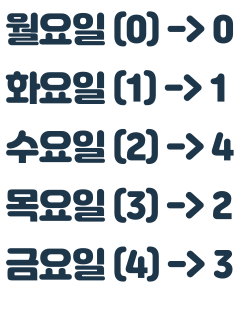 월요일 (0) -> 0
화요일 (1) -> 1
수요일 (2) -> 4
목요일 (3) -> 2
금요일 (4) -> 3